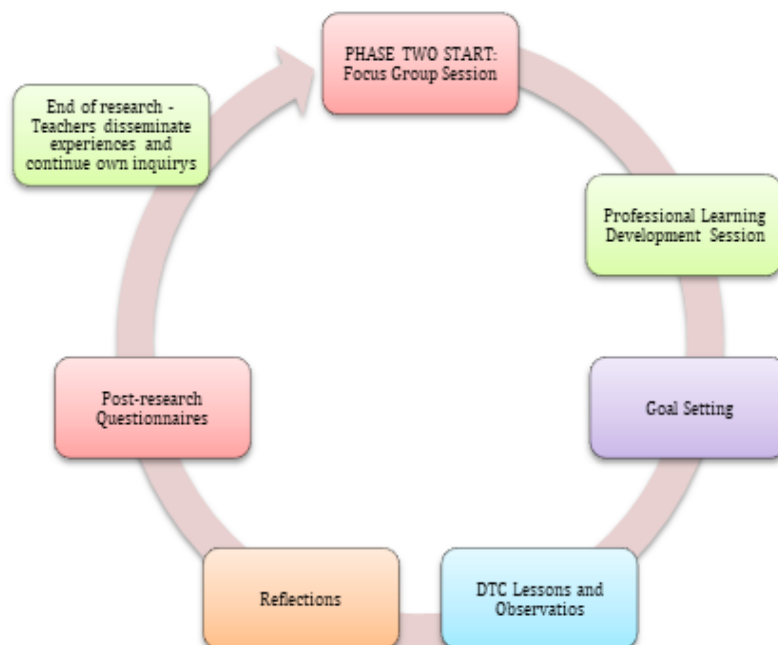 PHASE TWO START:
Focus Group Session
Professional Learning
Development Session
Goal Setting
DTC Lessons and
Observatios
Reflections
Post-research
Questionnaires
End of research -
Teachers disseminate
experiences and
continue own inquirys